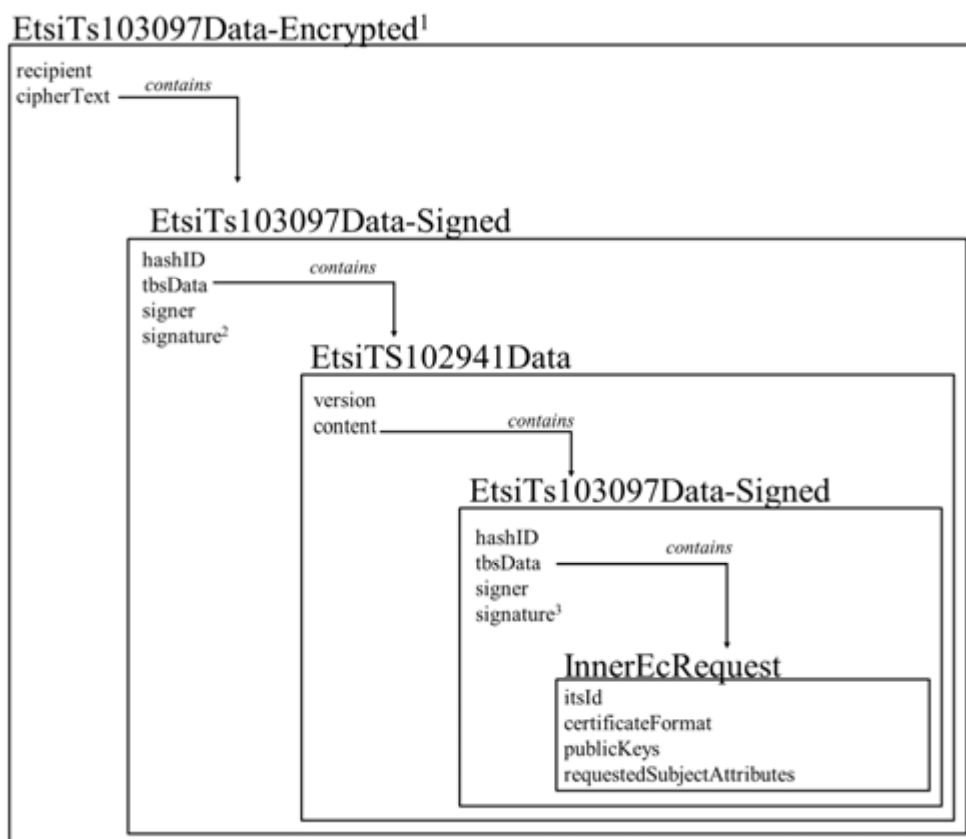 EtsiTs103097Data-Encrypted¹
recipient
cipherText
contains
EtsiTs103097Data-Signed
hashID
tbsData
contains
signer
signature²
EtsiTS102941Data
version
content
contains
EtsiTs103097Data-Signed
hashID
tbsData
contains
signer
signature³
InnerEcRequest
itsId
certificateFormat
publicKeys
requestedSubjectAttributes